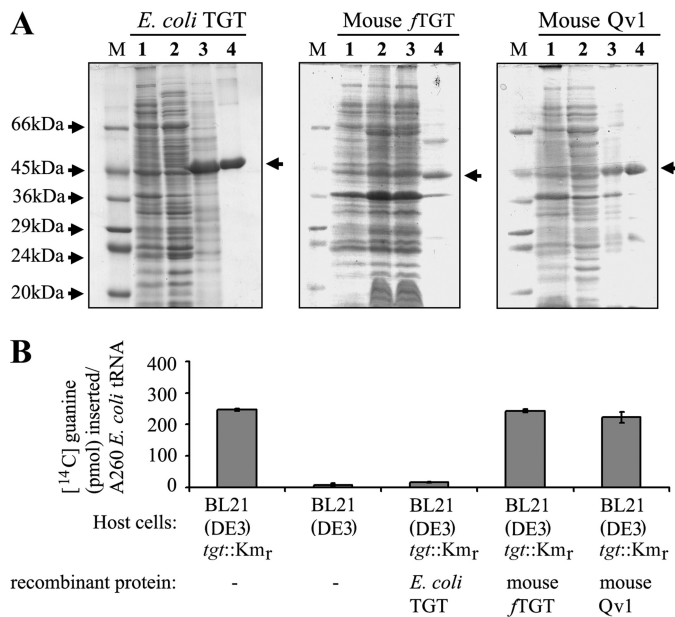 A
E. coli TGT
Mouse fTGT
Mouse Qv1
M 1 2 3 4
M 1 2 3 4
M 1 2 3 4
66kDa
45kDa
36kDa
29kDa
24kDa
20kDa
B
[14C] guanine
(pmol) inserted/
A260 E. coli tRNA
400
300
200
100
0
Host cells:
BL21 (DE3) tgt::Kmr
BL21 (DE3)
BL21 (DE3) tgt::Kmr
BL21 (DE3) tgt::Kmr
BL21 (DE3) tgt::Kmr
recombinant protein:
-
-
E. coli TGT
mouse fTGT
mouse Qv1